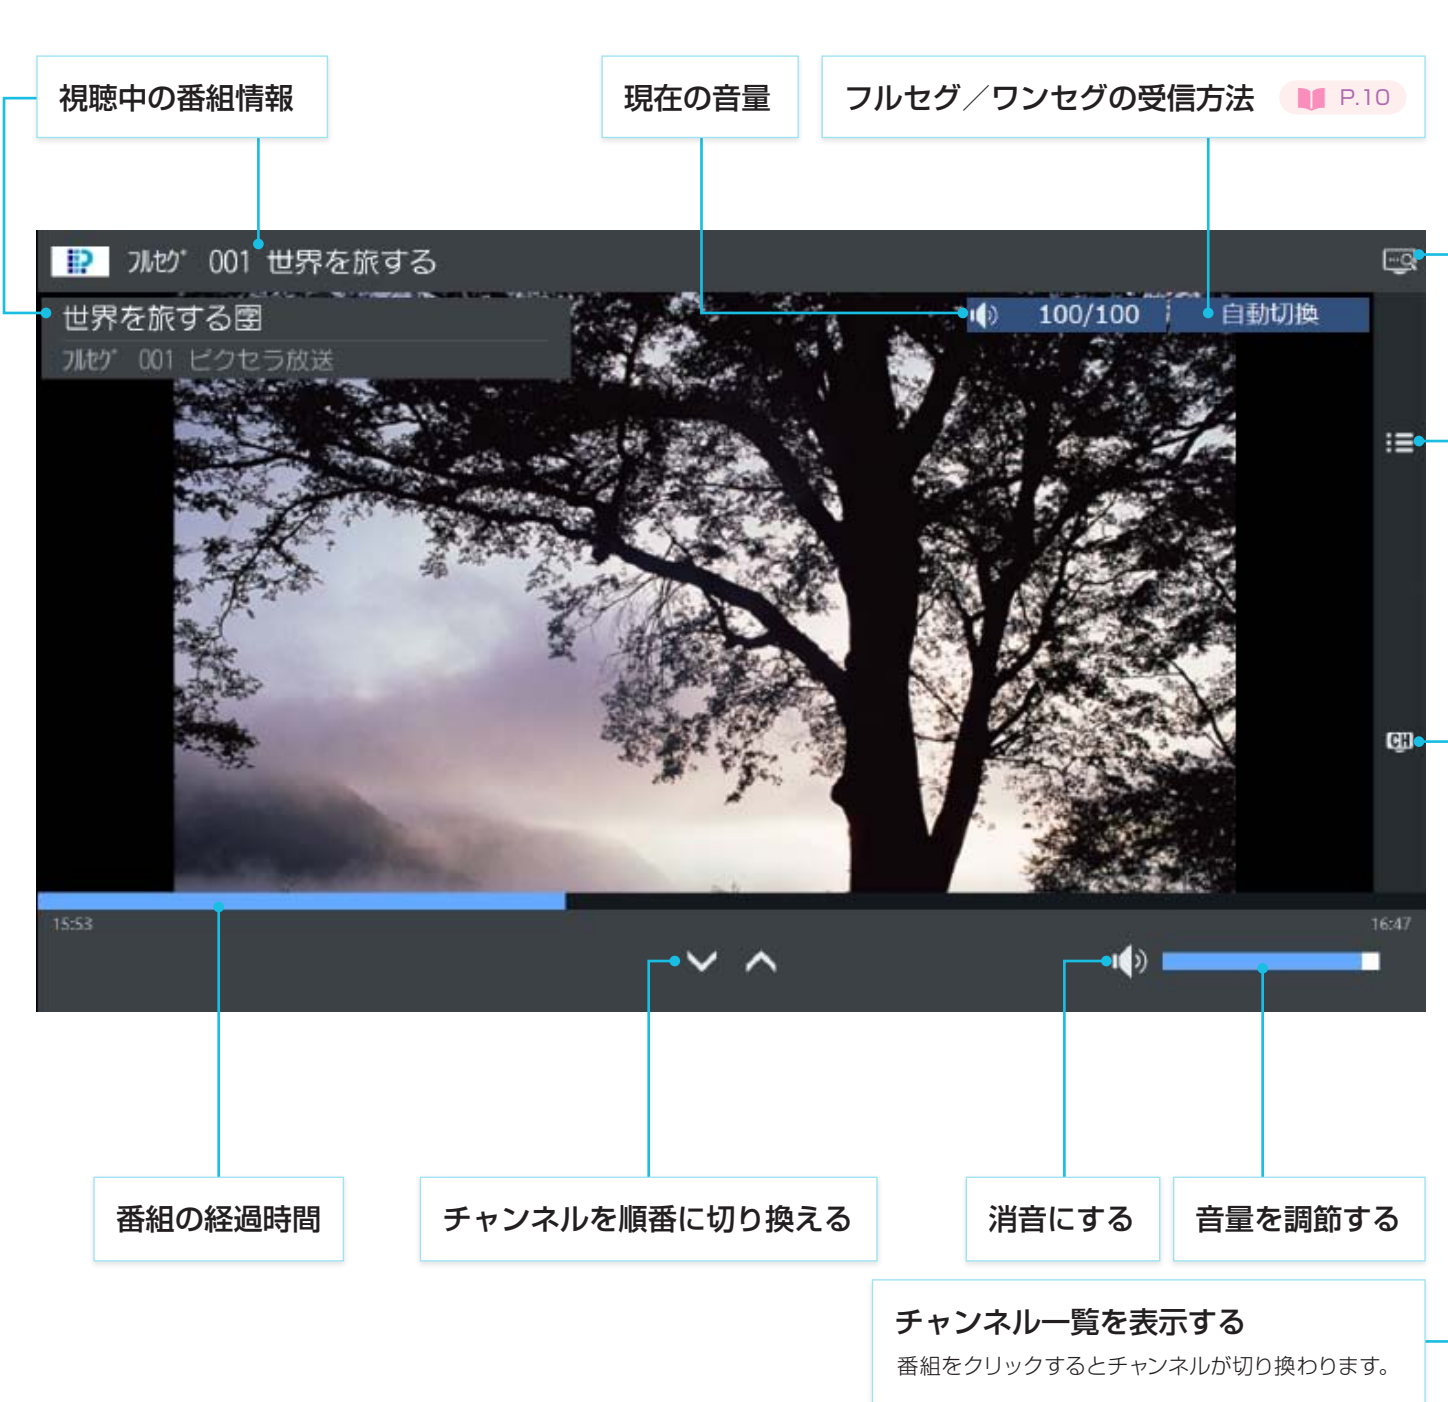 視聴中の番組情報
現在の音量
フルセグ／ワンセグの受信方法 P.10
フルセグ 001 世界を旅する
世界を旅する🈑
フルセグ 001 ピクセラ放送
100/100 自動切換
CH
15:53
16:47
番組の経過時間
チャンネルを順番に切り換える
消音にする
音量を調節する
チャンネル一覧を表示する
番組をクリックするとチャンネルが切り換わります。